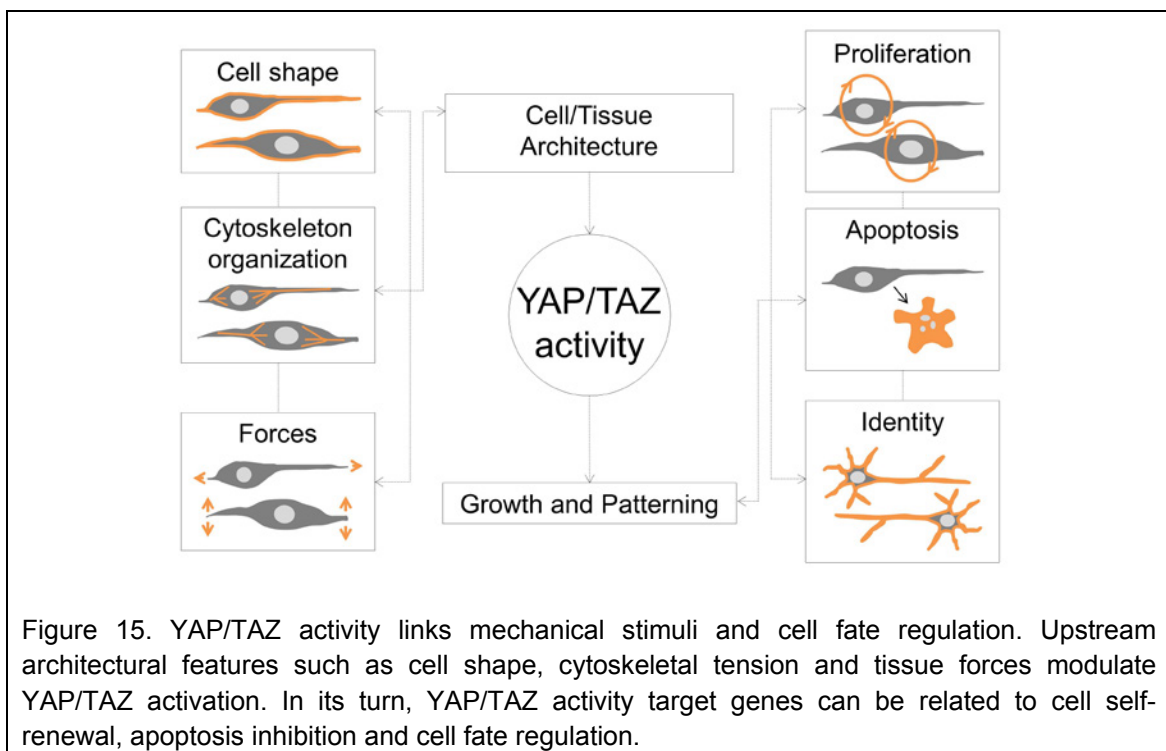 Cell shape
Cytoskeleton
organization
Forces
Cell/Tissue
Architecture
YAP/TAZ
activity
Growth and Patterning
Proliferation
Apoptosis
Identity
Figure 15. YAP/TAZ activity links mechanical stimuli and cell fate regulation. Upstream
architectural features such as cell shape, cytoskeletal tension and tissue forces modulate
YAP/TAZ activation. In its turn, YAP/TAZ activity target genes can be related to cell self-
renewal, apoptosis inhibition and cell fate regulation.